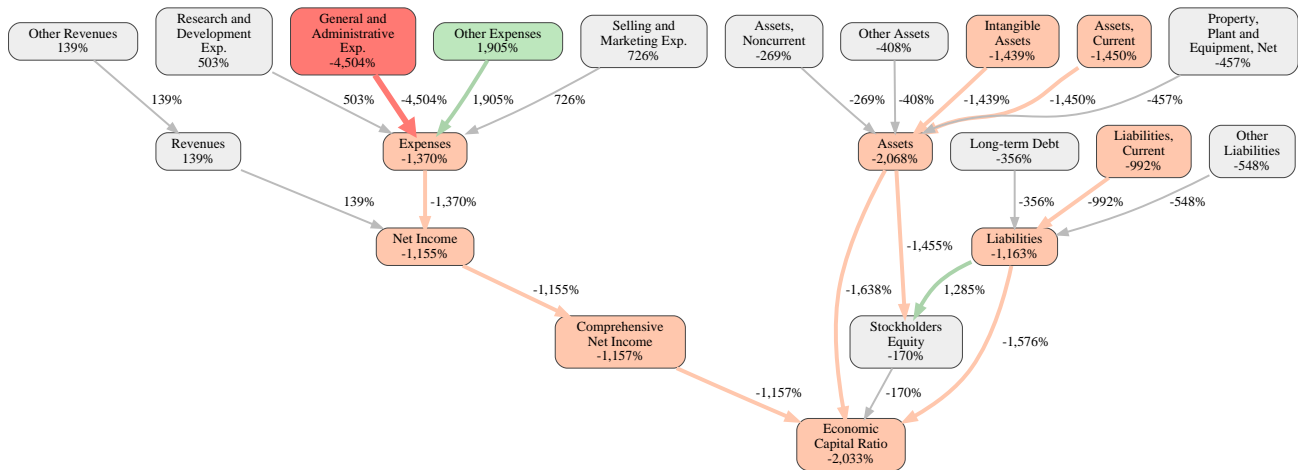 Other Revenues
139%
Research and
Development
Exp.
503%
General and
Administrative
Exp.
-4,504%
Other Expenses
1,905%
Selling and
Marketing Exp.
726%
Assets,
Noncurrent
-269%
Other Assets
-408%
Intangible
Assets
-1,439%
Assets,
Current
-1,450%
Property,
Plant and
Equipment, Net
-457%
139%
503%
-4,504%
1,905%
726%
-269%
-408%
-1,439%
-1,450%
-457%
Revenues
139%
Expenses
-1,370%
Assets
-2,068%
Long-term Debt
-356%
Liabilities,
Current
-992%
Other
Liabilities
-548%
139%
-1,370%
-356%
-992%
-548%
Net Income
-1,155%
-1,455%
Liabilities
-1,163%
-1,155%
-1,638%
1,285%
Comprehensive
Net Income
-1,157%
Stockholders
Equity
-170%
-1,576%
-1,157%
-170%
Economic
Capital Ratio
-2,033%